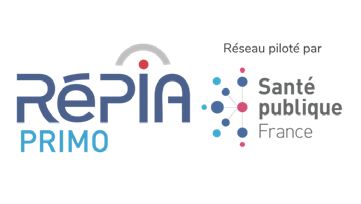 RéPIA
PRIMO
Réseau piloté par
Santé
publique
France